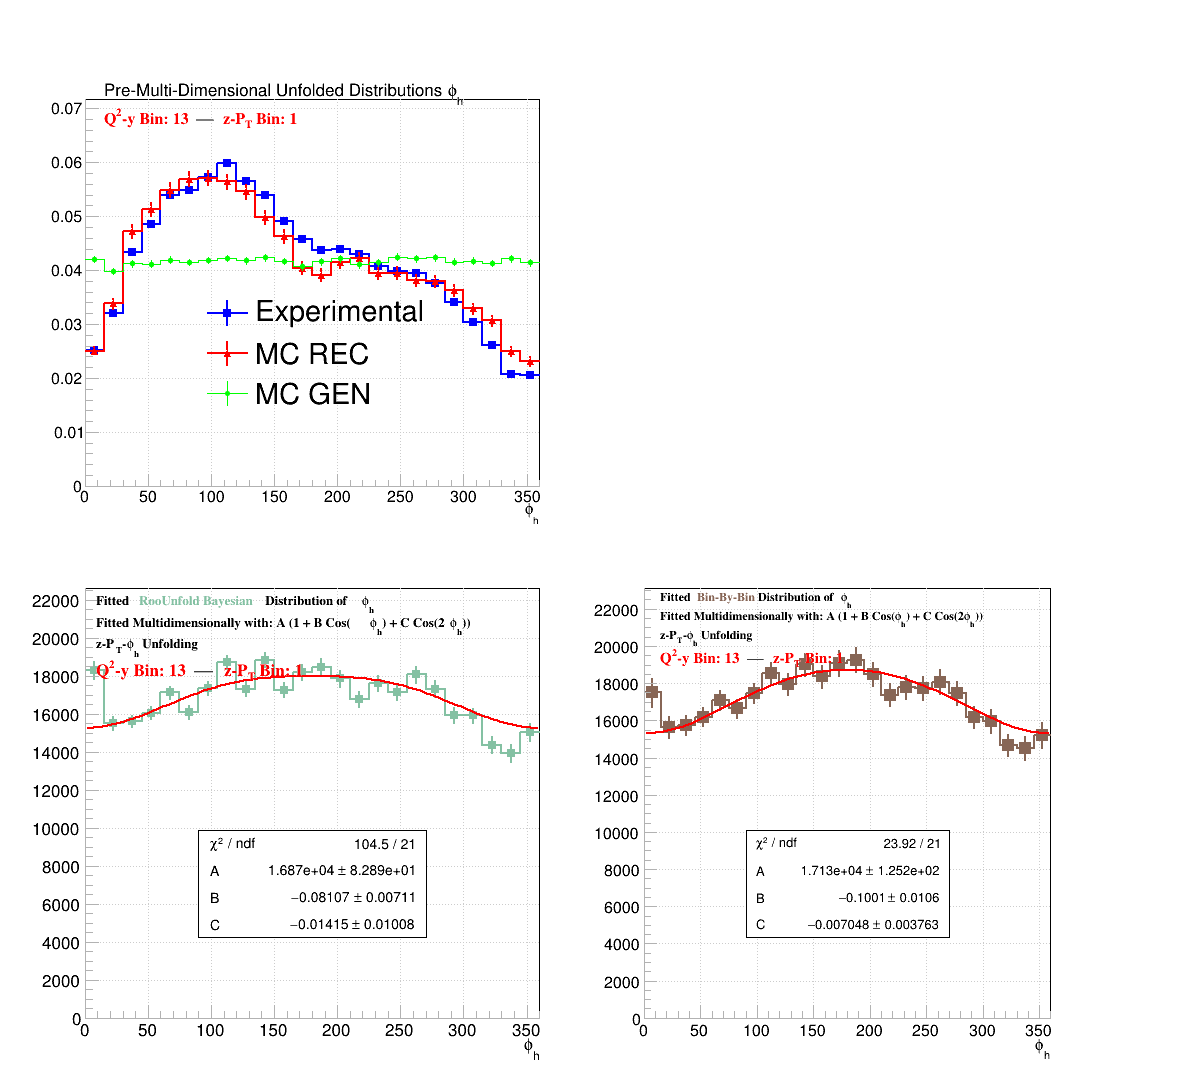 Pre-Multi-Dimensional Unfolded Distributions ϕh
Q2-y Bin: 13 — z-PT Bin: 1
0.07
0.06
0.05
0.04
0.03
0.02
0.01
0
Experimental
MC REC
MC GEN
0 50 100 150 200 250 300 350
ϕh
Fitted RooUnfold Bayesian Distribution of ϕh
Fitted Multidimensionally with: A (1 + B Cos(ϕh) + C Cos(2 ϕh))
z-PT-ϕh Unfolding
Q2-y Bin: 13 — z-PT Bin: 1
22000
20000
18000
16000
14000
12000
10000
8000
6000
4000
2000
0
χ2 / ndf 104.5 / 21
A 1.687e+04 ± 8.289e+01
B −0.08107 ± 0.00711
C −0.01415 ± 0.01008
0 50 100 150 200 250 300 350
ϕh
Fitted Bin-By-Bin Distribution of ϕh
Fitted Multidimensionally with: A (1 + B Cos(ϕh) + C Cos(2ϕh))
z-PT-ϕh Unfolding
Q2-y Bin: 13 — z-PT Bin: 1
22000
20000
18000
16000
14000
12000
10000
8000
6000
4000
2000
0
χ2 / ndf 23.92 / 21
A 1.713e+04 ± 1.252e+02
B −0.1001 ± 0.0106
C −0.007048 ± 0.003763
0 50 100 150 200 250 300 350
ϕh